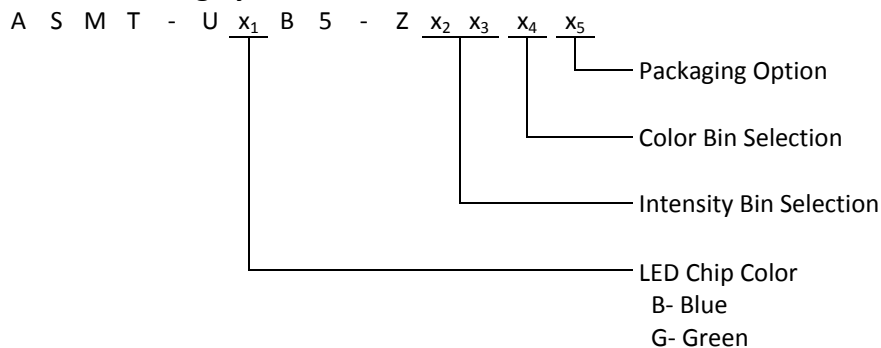 A S M T - U x₁ B 5 - Z x₂ x₃ x₄ x₅
Packaging Option
Color Bin Selection
Intensity Bin Selection
LED Chip Color
B- Blue
G- Green